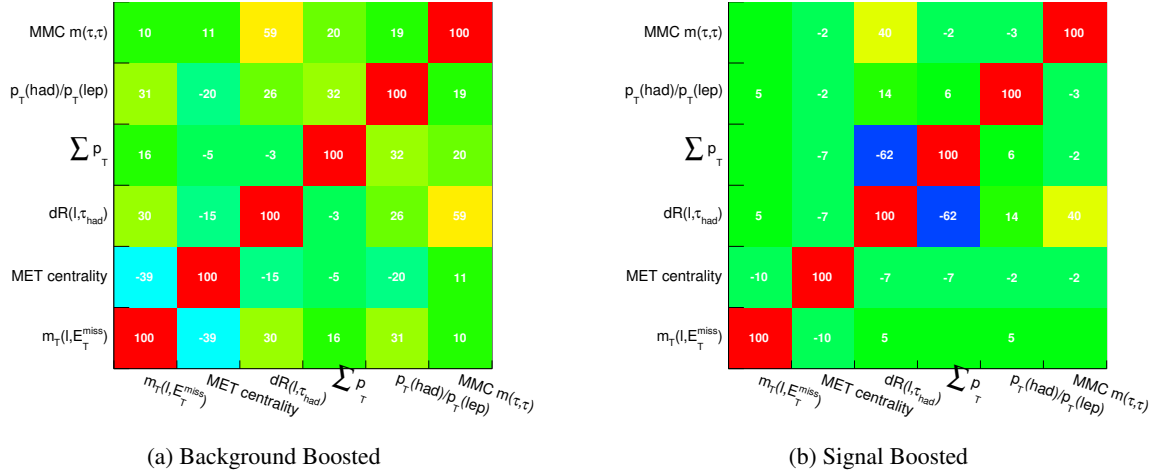 MMC m(τ,τ) 10 11 59 20 19 100
p_T(had)/p_T(lep) 31 -20 26 32 100 19
∑ p_T 16 -5 -3 100 32 20
dR(l,τ_had) 30 -15 100 -3 26 59
MET centrality -39 100 -15 -5 -20 11
m_T(l,E_T^miss) 100 -39 30 16 31 10
m_T(l,E_T^miss) MET centrality dR(l,τ_had) ∑ p_T p_T(had)/p_T(lep) MMC m(τ,τ)
(a) Background Boosted
MMC m(τ,τ) -2 40 -2 -3 100
p_T(had)/p_T(lep) 5 -2 14 6 100 -3
∑ p_T -7 -62 100 6 -2
dR(l,τ_had) 5 -7 100 -62 14 40
MET centrality -10 100 -7 -7 -2 -2
m_T(l,E_T^miss) 100 -10 5 5
m_T(l,E_T^miss) MET centrality dR(l,τ_had) ∑ p_T p_T(had)/p_T(lep) MMC m(τ,τ)
(b) Signal Boosted